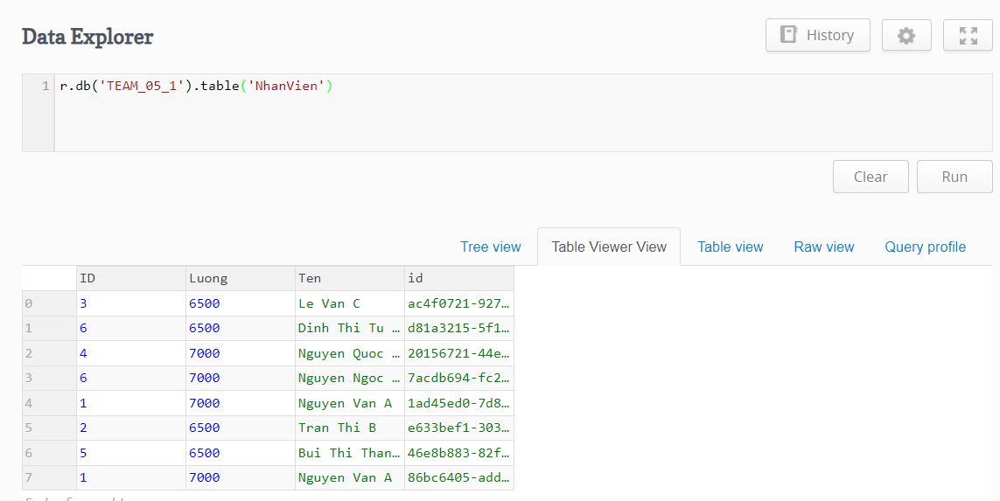 Data Explorer
History
1 r.db('TEAM_05_1').table('NhanVien')
Clear Run
Tree view Table Viewer View Table view Raw view Query profile
ID Luong Ten id
0 3 6500 Le Van C ac4f0721-927…
1 6 6500 Dinh Thi Tu … d81a3215-5f1…
2 4 7000 Nguyen Quoc … 20156721-44e…
3 6 7000 Nguyen Ngoc … 7acdb694-fc2…
4 1 7000 Nguyen Van A 1ad45ed0-7d8…
5 2 6500 Tran Thi B e633bef1-303…
6 5 6500 Bui Thi Than… 46e8b883-82f…
7 1 7000 Nguyen Van A 86bc6405-add…